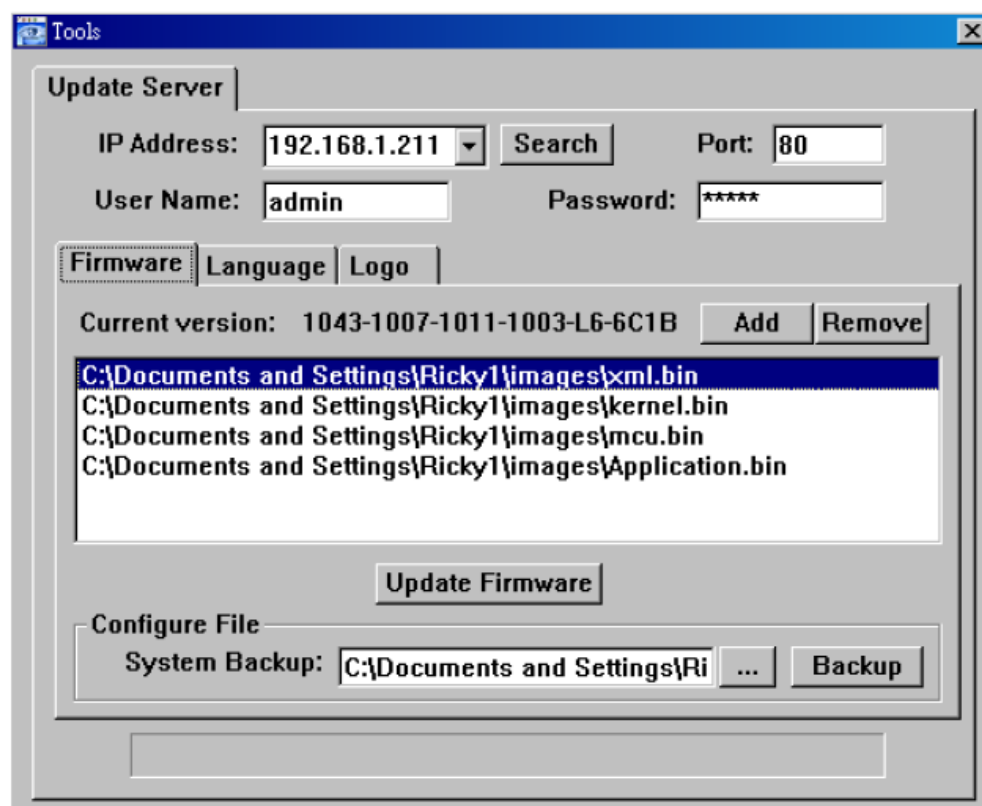 Tools
Update Server
IP Address: 192.168.1.211 Search Port: 80
User Name: admin Password: *****
Firmware Language Logo
Current version: 1043-1007-1011-1003-L6-6C1B Add Remove
C:\Documents and Settings\Ricky1\images\xml.bin
C:\Documents and Settings\Ricky1\images\kernel.bin
C:\Documents and Settings\Ricky1\images\mcu.bin
C:\Documents and Settings\Ricky1\images\Application.bin
Update Firmware
Configure File
System Backup: C:\Documents and Settings\Ri ... Backup